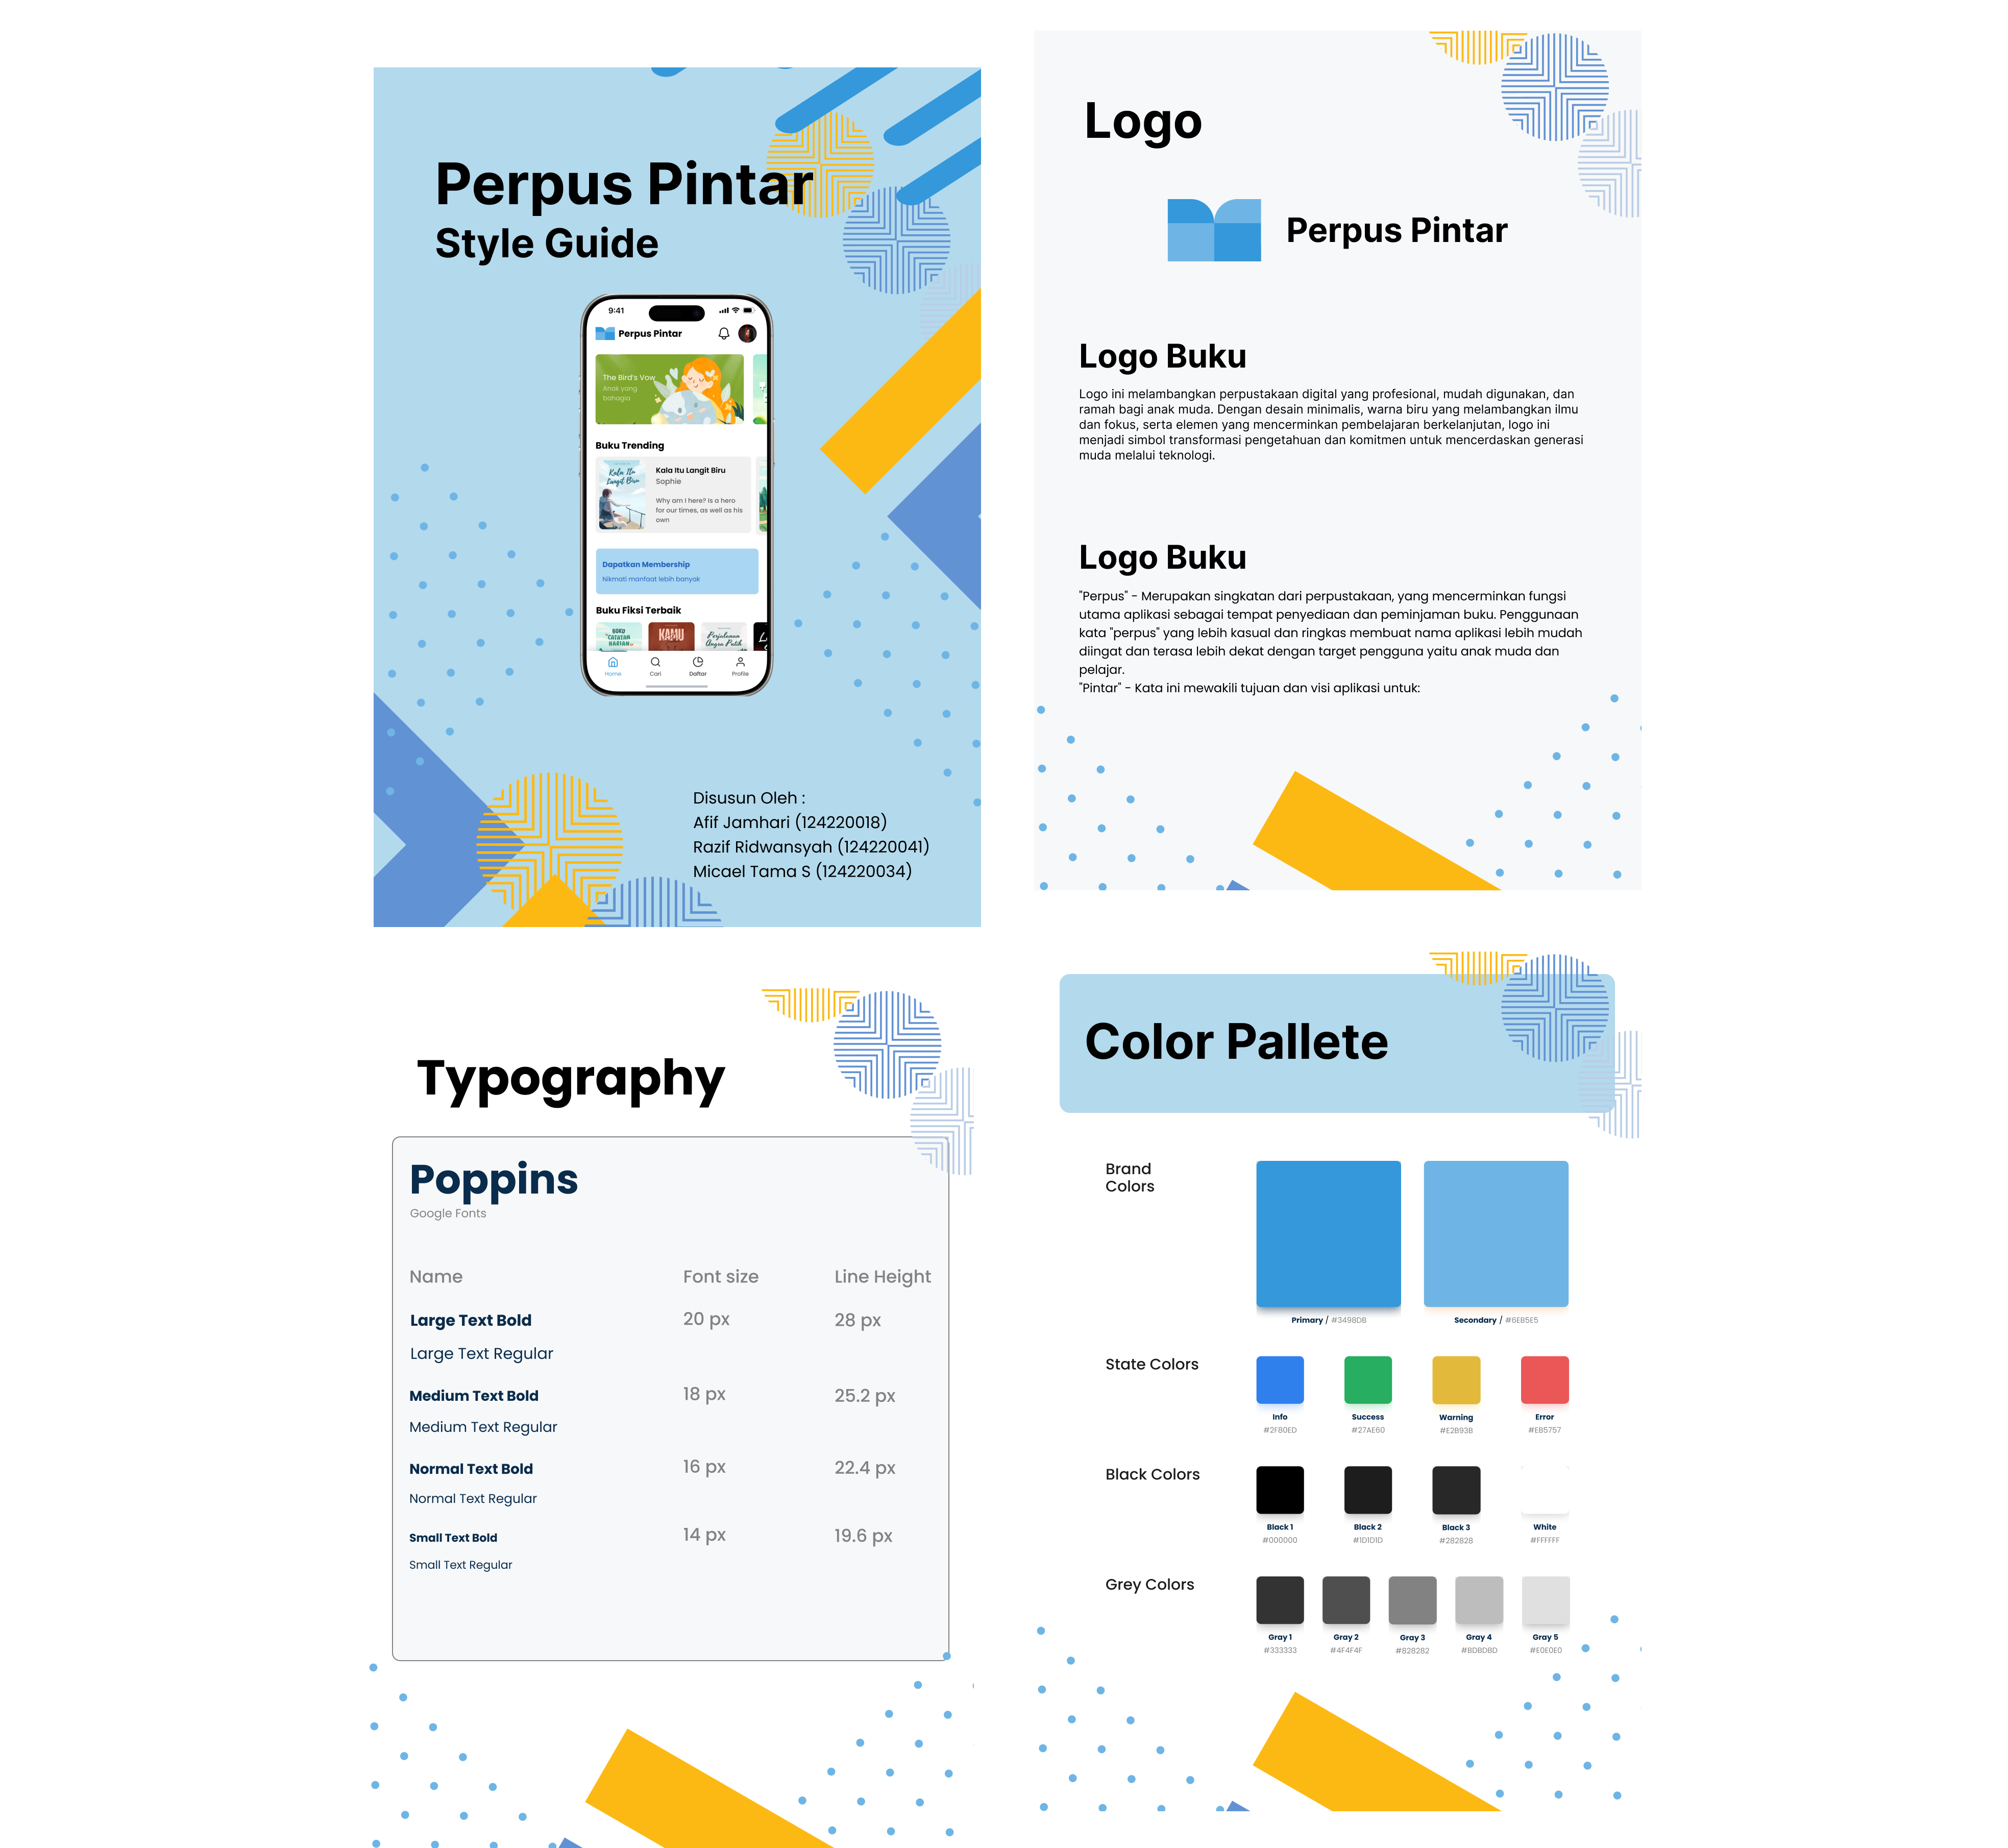 Perpus Pintar
Style Guide
9:41
Perpus Pintar
The Bird's Vow
Anak yang
bahagia
Buku Trending
Kala Itu
Langit Biru
Kala Itu Langit Biru
Sophie
Why am I here? Is a hero
for our times, as well as his
own
Dapatkan Membership
Nikmati manfaat lebih banyak
Buku Fiksi Terbaik
BUKU
CATATAN
HARIAN
KAMU
Perjalanan
Angsa Putih
Home
Cari
Daftar
Profile
Disusun Oleh :
Afif Jamhari (124220018)
Razif Ridwansyah (124220041)
Micael Tama S (124220034)
Logo
Perpus Pintar
Logo Buku
Logo ini melambangkan perpustakaan digital yang profesional, mudah digunakan, dan
ramah bagi anak muda. Dengan desain minimalis, warna biru yang melambangkan ilmu
dan fokus, serta elemen yang mencerminkan pembelajaran berkelanjutan, logo ini
menjadi simbol transformasi pengetahuan dan komitmen untuk mencerdaskan generasi
muda melalui teknologi.
Logo Buku
"Perpus" - Merupakan singkatan dari perpustakaan, yang mencerminkan fungsi
utama aplikasi sebagai tempat penyediaan dan peminjaman buku. Penggunaan
kata "perpus" yang lebih kasual dan ringkas membuat nama aplikasi lebih mudah
diingat dan terasa lebih dekat dengan target pengguna yaitu anak muda dan
pelajar.
"Pintar" - Kata ini mewakili tujuan dan visi aplikasi untuk:
Typography
Poppins
Google Fonts
Name Font size Line Height
Large Text Bold 20 px 28 px
Large Text Regular
Medium Text Bold 18 px 25.2 px
Medium Text Regular
Normal Text Bold 16 px 22.4 px
Normal Text Regular
Small Text Bold 14 px 19.6 px
Small Text Regular
Color Pallete
Brand
Colors
Primary / #3498DB Secondary / #6EB5E5
State Colors
Info Success Warning Error
#2F80ED #27AE60 #E2B93B #EB5757
Black Colors
Black 1 Black 2 Black 3 White
#000000 #1D1D1D #282828 #FFFFFF
Grey Colors
Gray 1 Gray 2 Gray 3 Gray 4 Gray 5
#333333 #4F4F4F #828282 #BDBDBD #E0E0E0